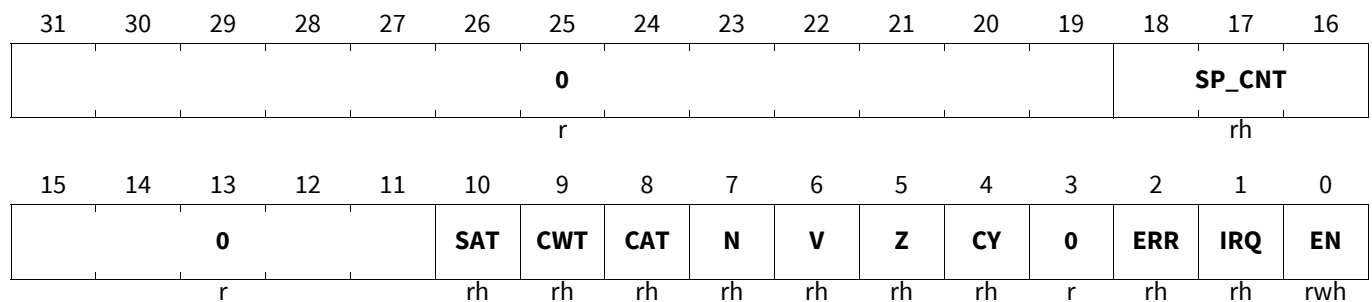 31 30 29 28 27 26 25 24 23 22 21 20 19 18 17 16
0 SP_CNT
r rh
15 14 13 12 11 10 9 8 7 6 5 4 3 2 1 0
0 SAT CWT CAT N V Z CY 0 ERR IRQ EN
r rh rh rh rh rh rh rh r rh rh rwh